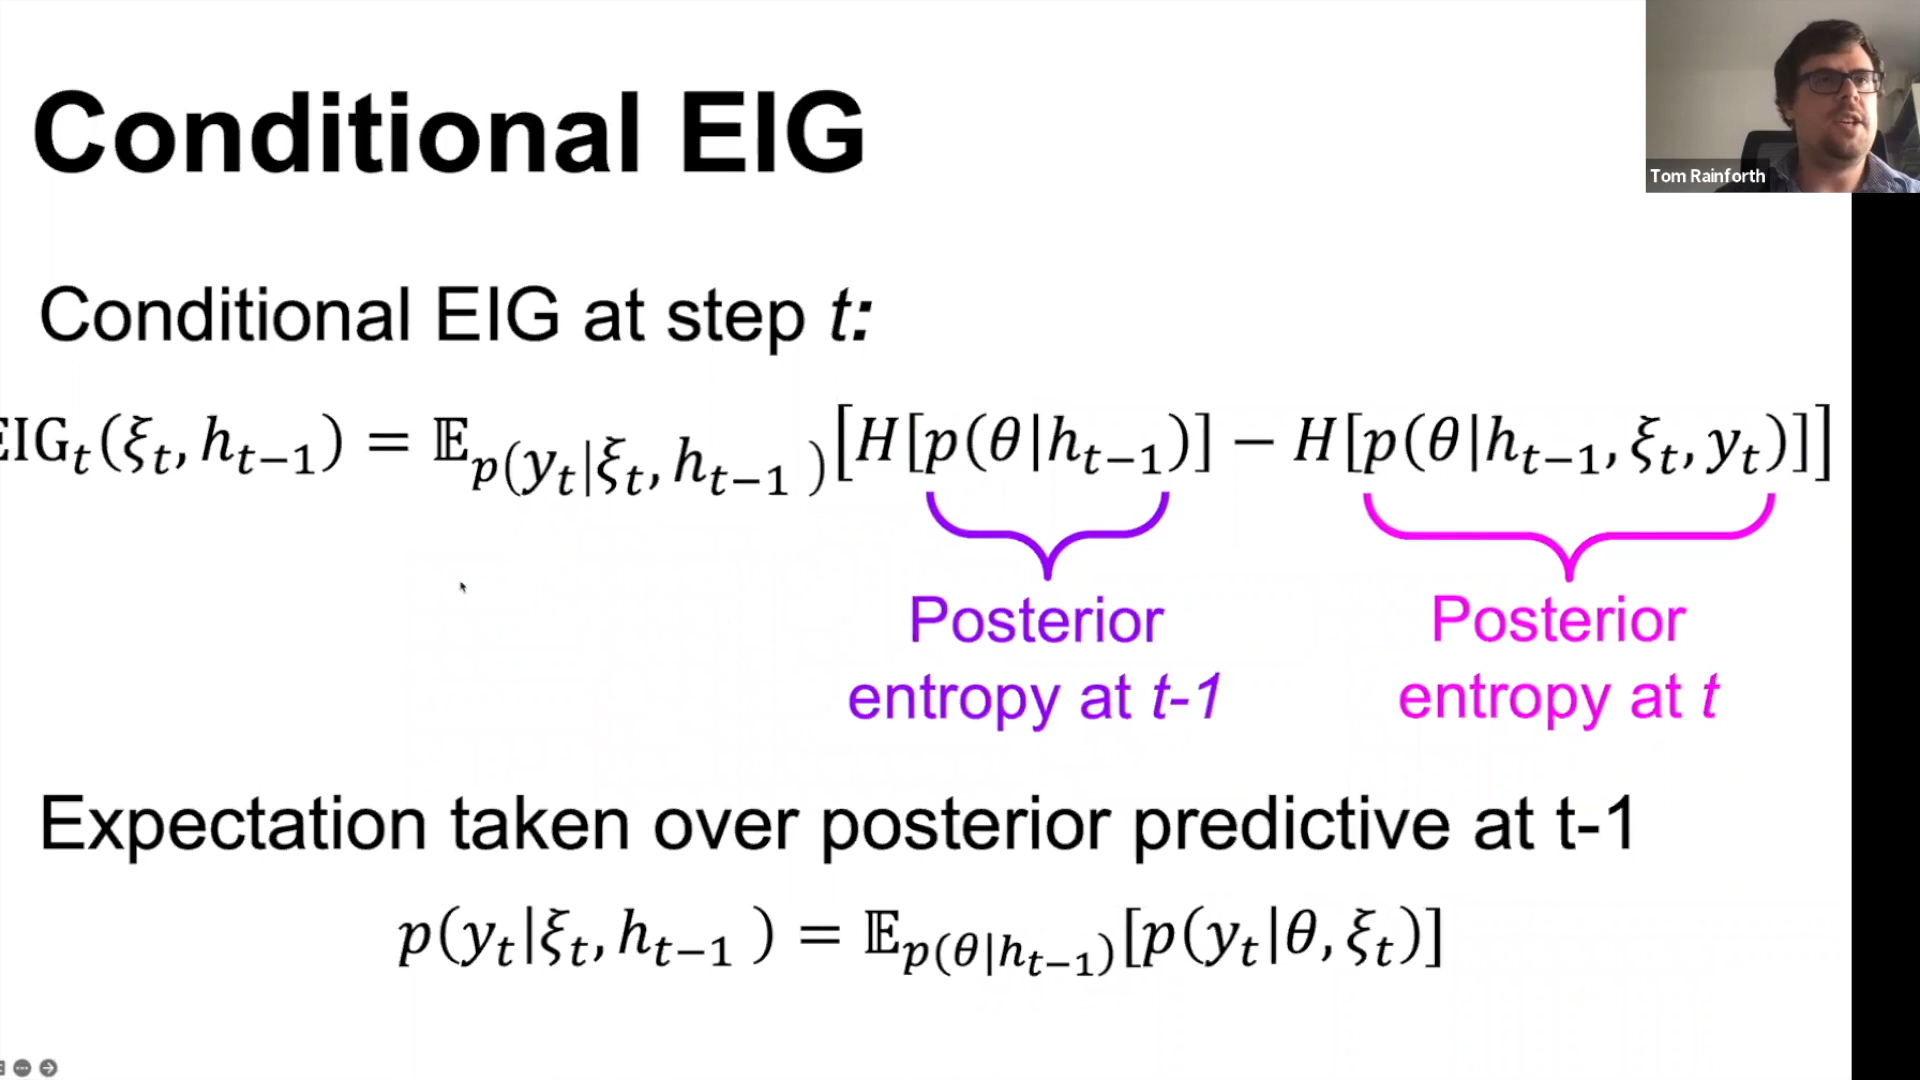 Conditional EIG
Tom Rainforth
Conditional EIG at step t:
EIG_t(ξ_t, h_{t−1}) = 𝔼_{p(y_t|ξ_t, h_{t−1})}[H[p(θ|h_{t−1})] − H[p(θ|h_{t−1}, ξ_t, y_t)]]
Posterior
entropy at t-1
Posterior
entropy at t
Expectation taken over posterior predictive at t-1
p(y_t|ξ_t, h_{t−1}) = 𝔼_{p(θ|h_{t−1})}[p(y_t|θ, ξ_t)]